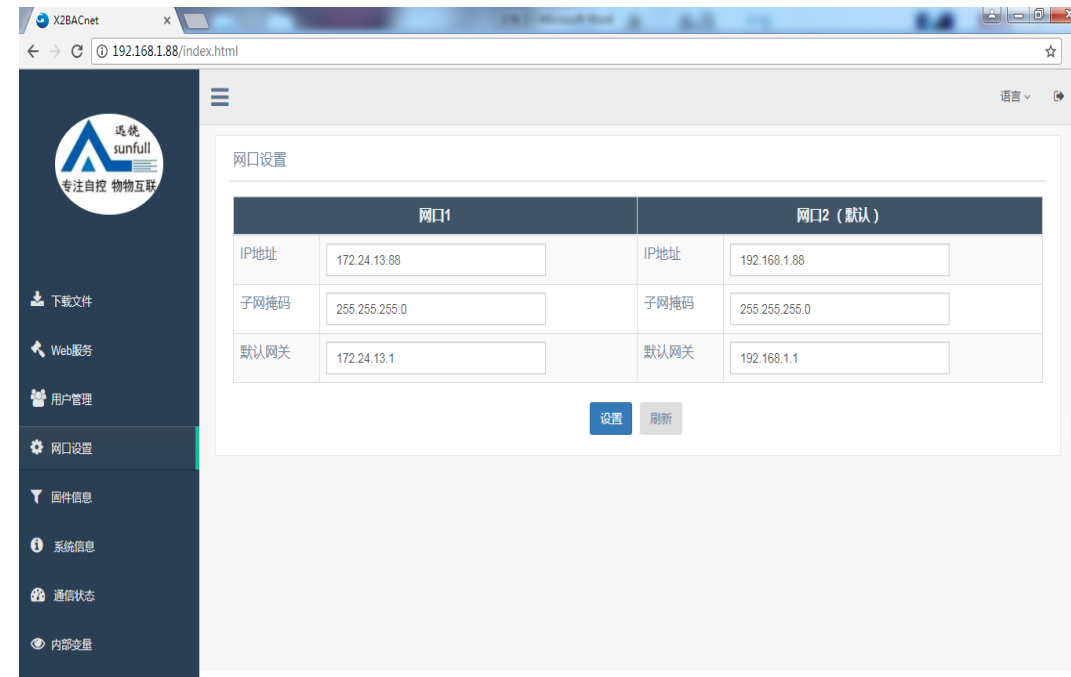 X2BACnet
192.168.1.88/index.html
语言
迅饶
sunfull
专注自控 物物互联
下载文件
Web服务
用户管理
网口设置
固件信息
系统信息
通信状态
内部变量
网口设置
网口1
网口2（默认）
IP地址 172.24.13.88 IP地址 192.168.1.88
子网掩码 255.255.255.0 子网掩码 255.255.255.0
默认网关 172.24.13.1 默认网关 192.168.1.1
设置 刷新